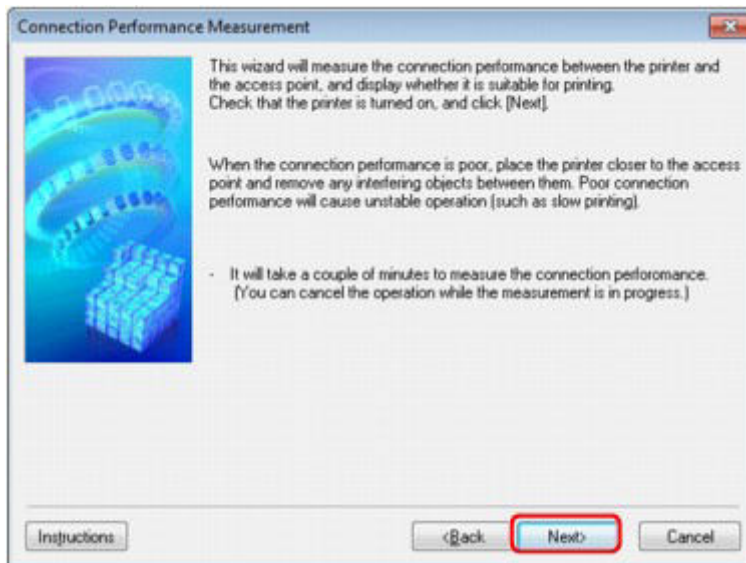 Connection Performance Measurement
This wizard will measure the connection performance between the printer and
the access point, and display whether it is suitable for printing.
Check that the printer is turned on, and click [Next].
When the connection performance is poor, place the printer closer to the access
point and remove any interfering objects between them. Poor connection
performance will cause unstable operation (such as slow printing).
- It will take a couple of minutes to measure the connection perforomance.
(You can cancel the operation while the measurement is in progress.)
Instructions
<Back
Next>
Cancel